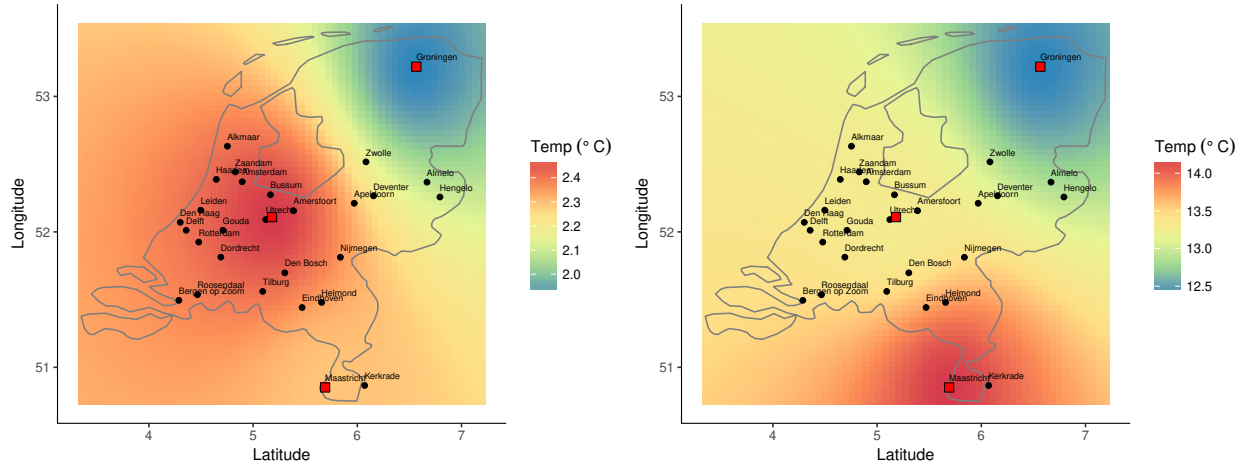 Groningen
Alkmaar
Zwolle
Zaandam
Haarlem
Amsterdam
Almelo
Bussum
Deventer
Hengelo
Apeldoorn
Leiden
Utrecht
Amersfoort
Den Haag
Delft
Gouda
Rotterdam
Dordrecht
Nijmegen
Den Bosch
Tilburg
Roosendaal
Bergen op Zoom
Helmond
Eindhoven
Maastricht
Kerkrade
53
52
51
4 5 6 7
Latitude
Longitude
Temp (° C)
2.4
2.3
2.2
2.1
2.0
Groningen
Alkmaar
Zwolle
Zaandam
Haarlem
Amsterdam
Almelo
Bussum
Deventer
Hengelo
Apeldoorn
Leiden
Utrecht
Amersfoort
Den Haag
Delft
Gouda
Rotterdam
Dordrecht
Nijmegen
Den Bosch
Tilburg
Roosendaal
Bergen op Zoom
Helmond
Eindhoven
Maastricht
Kerkrade
53
52
51
4 5 6 7
Latitude
Longitude
Temp (° C)
14.0
13.5
13.0
12.5